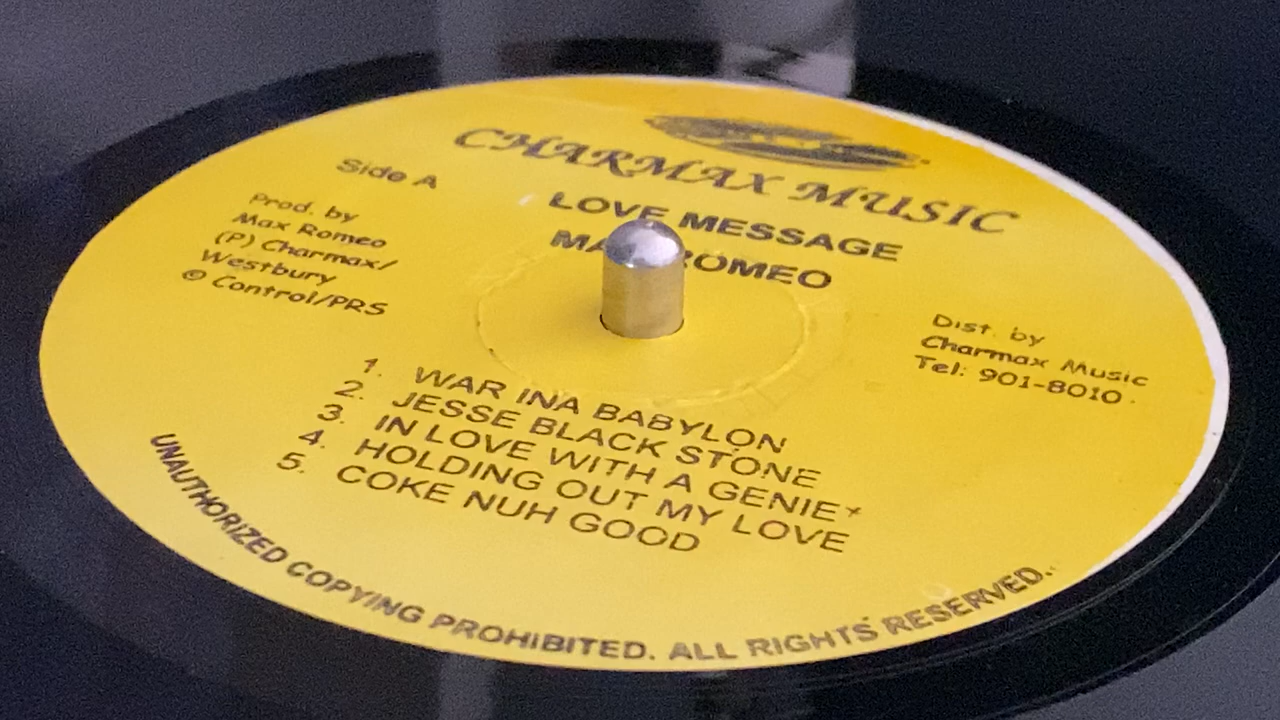 CHARMAX MUSIC
Side A
LOVE MESSAGE
MAX ROMEO
Prod. by
Max Romeo
(P) Charmax/
Westbury
© Control/PRS
Dist. by
Charmax Music
Tel: 901-8010
1. WAR INA BABYLON
2. JESSE BLACK STONE
3. IN LOVE WITH A GENIE*
4. HOLDING OUT MY LOVE
5. COKE NUH GOOD
UNAUTHORIZED COPYING PROHIBITED. ALL RIGHTS RESERVED.